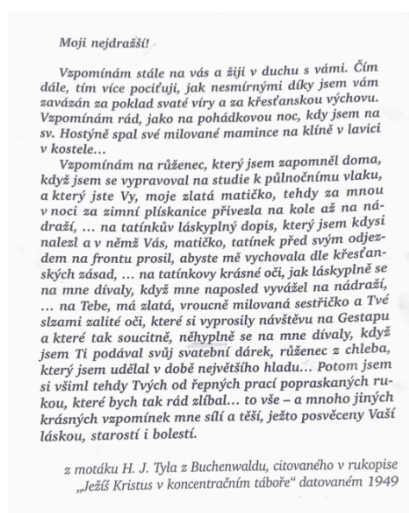 Moji nejdražší!
Vzpomínám stále na vás a žiji v duchu s vámi. Čím
dále, tím více pociťuji, jak nesmírnými díky jsem vám
zavázán za poklad svaté víry a za křesťanskou výchovu.
Vzpomínám rád, jako na pohádkovou noc, kdy jsem na
sv. Hostýně spal své milované mamince na klíně v lavici
v kostele...
Vzpomínám na růženec, který jsem zapomněl doma,
když jsem se vypravoval na studie k půlnočnímu vlaku,
a který jste Vy, moje zlatá matičko, tehdy za mnou
v noci za zimní plískanice přivezla na kole až na ná-
draží, ... na tatínkův láskyplný dopis, který jsem kdysi
nalezl a v němž Vás, matičko, tatínek před svým odjez-
dem na frontu prosil, abyste mě vychovala dle křesťan-
ských zásad, ... na tatínkovy krásné oči, jak láskyplně se
na mne dívaly, když mne naposled vyvážel na nádraží,
... na Tebe, má zlatá, vroucně milovaná sestřičko a Tvé
slzami zalité oči, které si vyprosily návštěvu na Gestapu
a které tak soucitně, něhyplně se na mne dívaly, když
jsem Ti podával svůj svatební dárek, růženec z chleba,
který jsem udělal v době největšího hladu... Potom jsem
si všiml tehdy Tvých od řepných prací popraskaných ru-
kou, které bych tak rád zlíbal... to vše – a mnoho jiných
krásných vzpomínek mne sílí a těší, ježto posvěceny Vaší
láskou, starostí i bolestí.
z motáku H. J. Tyla z Buchenwaldu, citovaného v rukopise
„Ježíš Kristus v koncentračním táboře“ datovaném 1949